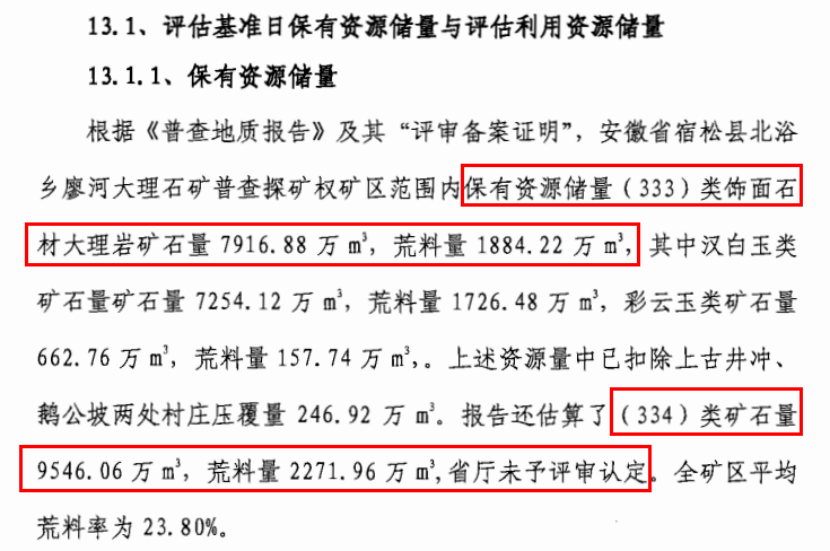 13.1、评估基准日保有资源储量与评估利用资源储量
13.1.1、保有资源储量
根据《普查地质报告》及其“评审备案证明”，安徽省宿松县北浴
乡廖河大理石矿普查探矿权矿区范围内保有资源储量（333）类饰面石
材大理岩矿石量 7916.88 万 m³，荒料量 1884.22 万 m³，其中汉白玉类
矿石量矿石量 7254.12 万 m³，荒料量 1726.48 万 m³，彩云玉类矿石量
662.76 万 m³，荒料量 157.74 万 m³,。上述资源量中已扣除上古井冲、
鹅公坡两处村庄压覆量 246.92 万 m³。报告还估算了（334）类矿石量
9546.06 万 m³，荒料量 2271.96 万 m³,省厅未予评审认定。全矿区平均
荒料率为 23.80%。